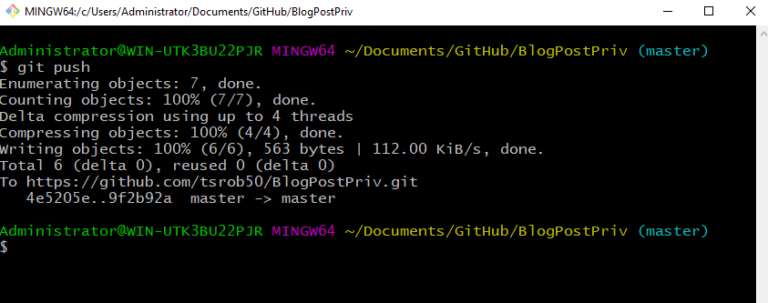 MINGW64:/c/Users/Administrator/Documents/GitHub/BlogPostPriv
Administrator@WIN-UTK3BU22PJR MINGW64 ~/Documents/GitHub/BlogPostPriv (master)
$ git push
Enumerating objects: 7, done.
Counting objects: 100% (7/7), done.
Delta compression using up to 4 threads
Compressing objects: 100% (4/4), done.
Writing objects: 100% (6/6), 563 bytes | 112.00 KiB/s, done.
Total 6 (delta 0), reused 0 (delta 0)
To https://github.com/tsrob50/BlogPostPriv.git
   4e5205e..9f2b92a  master -> master
Administrator@WIN-UTK3BU22PJR MINGW64 ~/Documents/GitHub/BlogPostPriv (master)
$